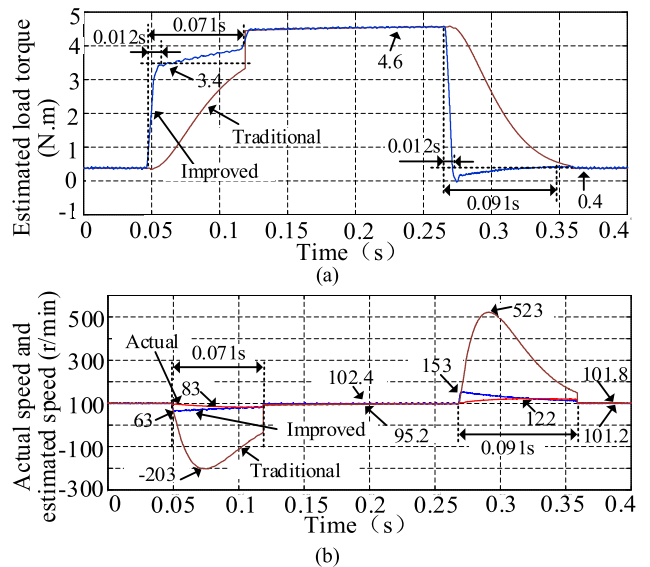 Estimated load torque
(N.m)
5
4
3
2
1
0
-1
0.012s
0.071s
3.4
4.6
Traditional
Improved
0.012s
0.091s
0.4
0
0.05
0.1
0.15
0.2
0.25
0.3
0.35
0.4
Time (s)
(a)
Actual speed and
estimated speed (r/min)
500
300
100
-100
-300
Actual
0.071s
83
63
Improved
-203
Traditional
102.4
95.2
153
523
122
0.091s
101.8
101.2
0
0.05
0.1
0.15
0.2
0.25
0.3
0.35
0.4
Time (s)
(b)